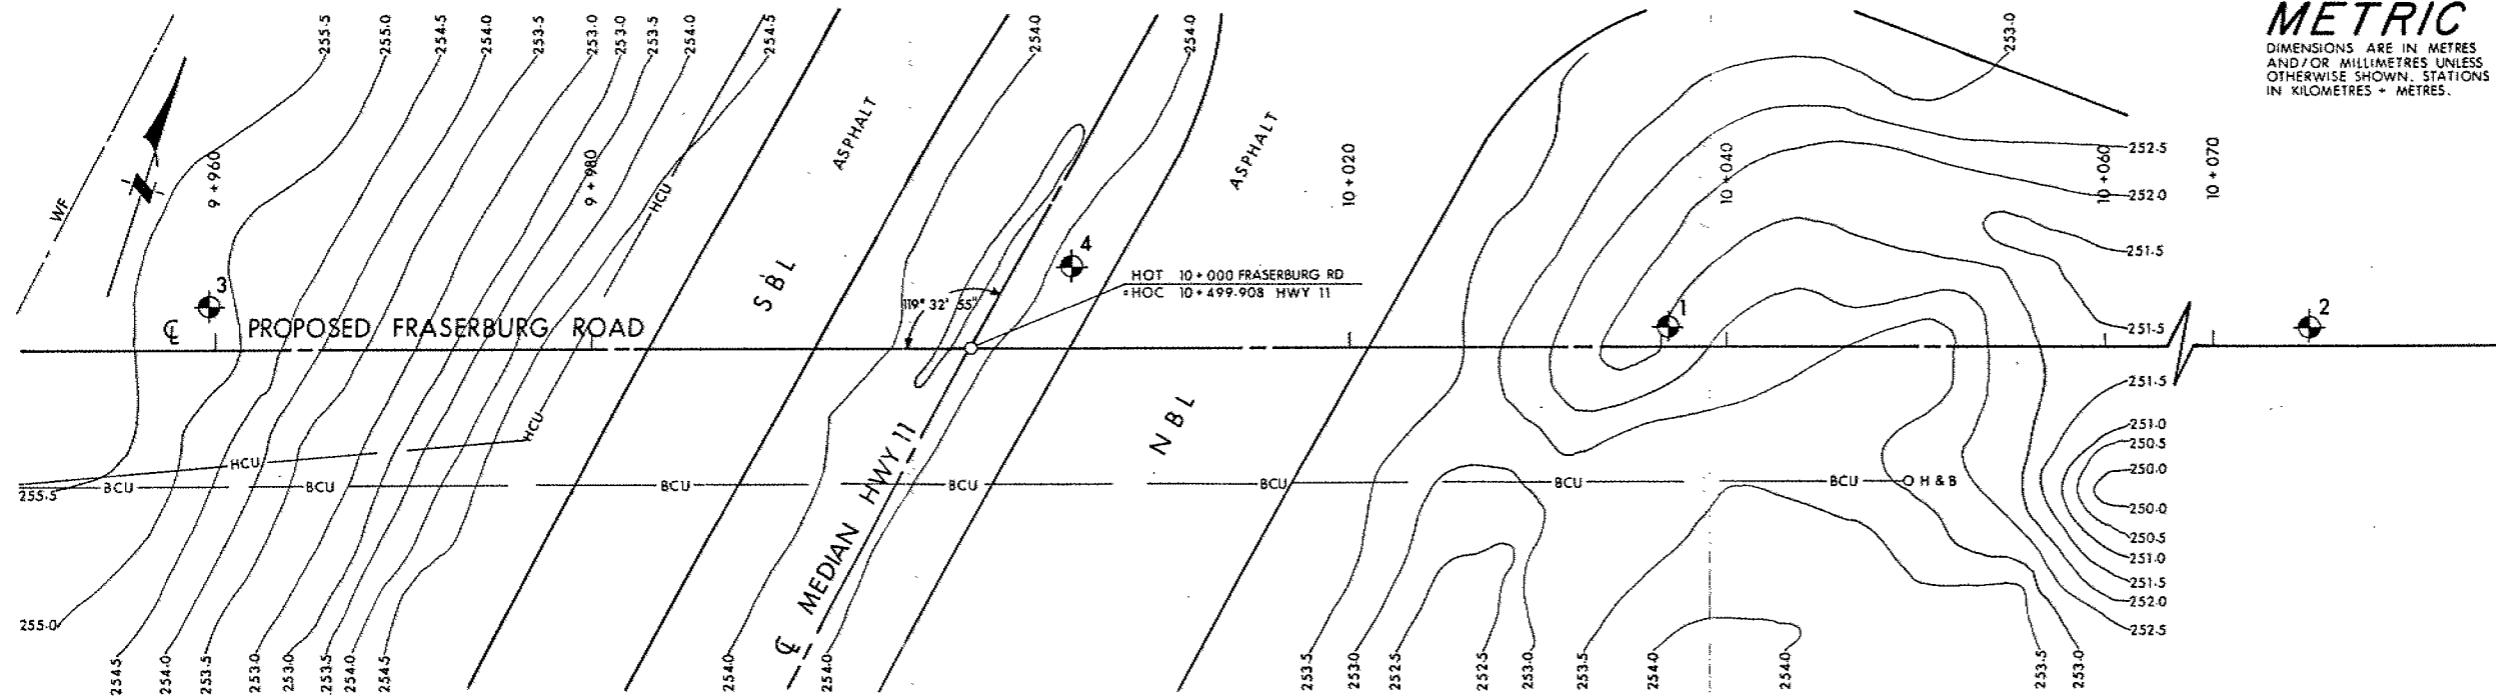 METRIC
DIMENSIONS ARE IN METRES
AND/OR MILLIMETRES UNLESS
OTHERWISE SHOWN. STATIONS
IN KILOMETRES + METRES.
255.5
255.0
254.5
254.0
253.5
253.0
253.0
253.5
254.0
254.5
254.0
254.0
253.0
WF
N
9+960
9+980
HCU
ASPHALT
ASPHALT
10+020
10+040
10+060
10+070
252.5
252.0
251.5
251.5
3
4
1
2
SBL
HOT 10+000 FRASERBURG RD
=HOC 10+499.908 HWY 11
119° 32' 55"
℄ PROPOSED FRASERBURG ROAD
NBL
℄ MEDIAN HWY 11
HCU
HCU
255.5
BCU
BCU
BCU
BCU
BCU
BCU
BCU
O H & B
251.5
251.0
250.5
250.0
250.0
250.5
251.0
251.5
252.0
252.5
255.0
254.5
254.0
253.5
253.0
253.0
253.5
254.0
254.5
254.0
254.0
253.5
253.0
252.5
252.5
253.0
253.5
254.0
254.0
253.5
253.0